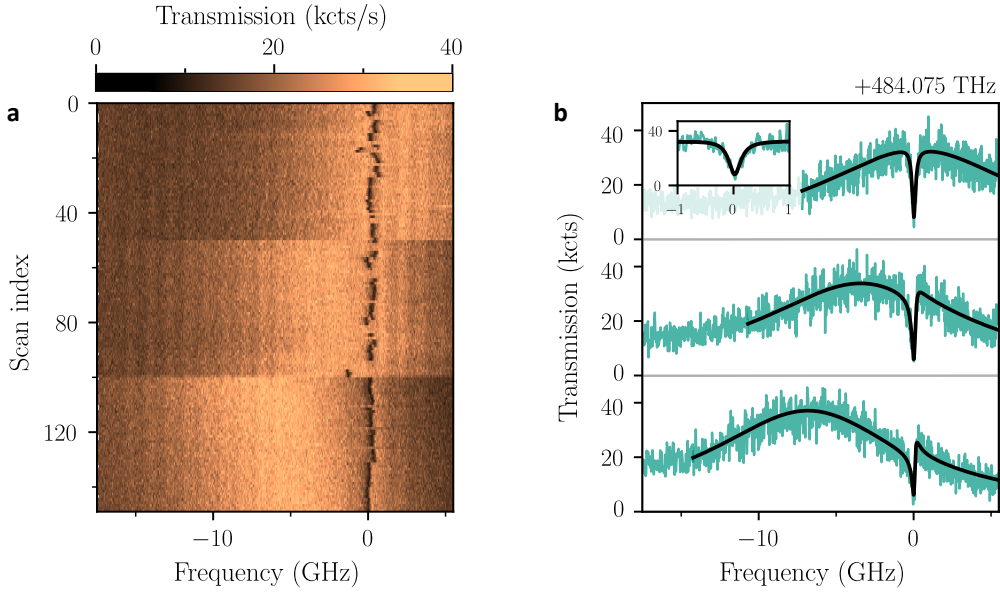 Transmission (kcts/s)
0 20 40
a
0
40
80
120
Scan index
−10 0
Frequency (GHz)
b
+484.075 THz
40
20
0
40
20
0
40
20
0
40
0
−1 0 1
Transmission (kcts)
−10 0
Frequency (GHz)